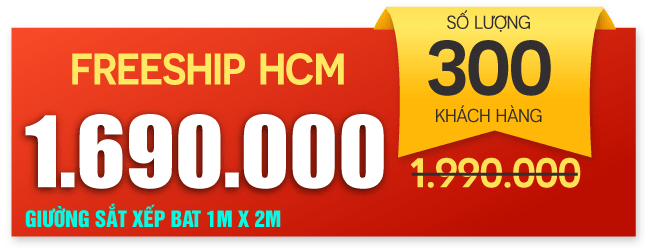 SỐ LƯỢNG
300
KHÁCH HÀNG
FREESHIP HCM
1.690.000
1.990.000
GIƯỜNG SẮT XẾP BAT 1M X 2M